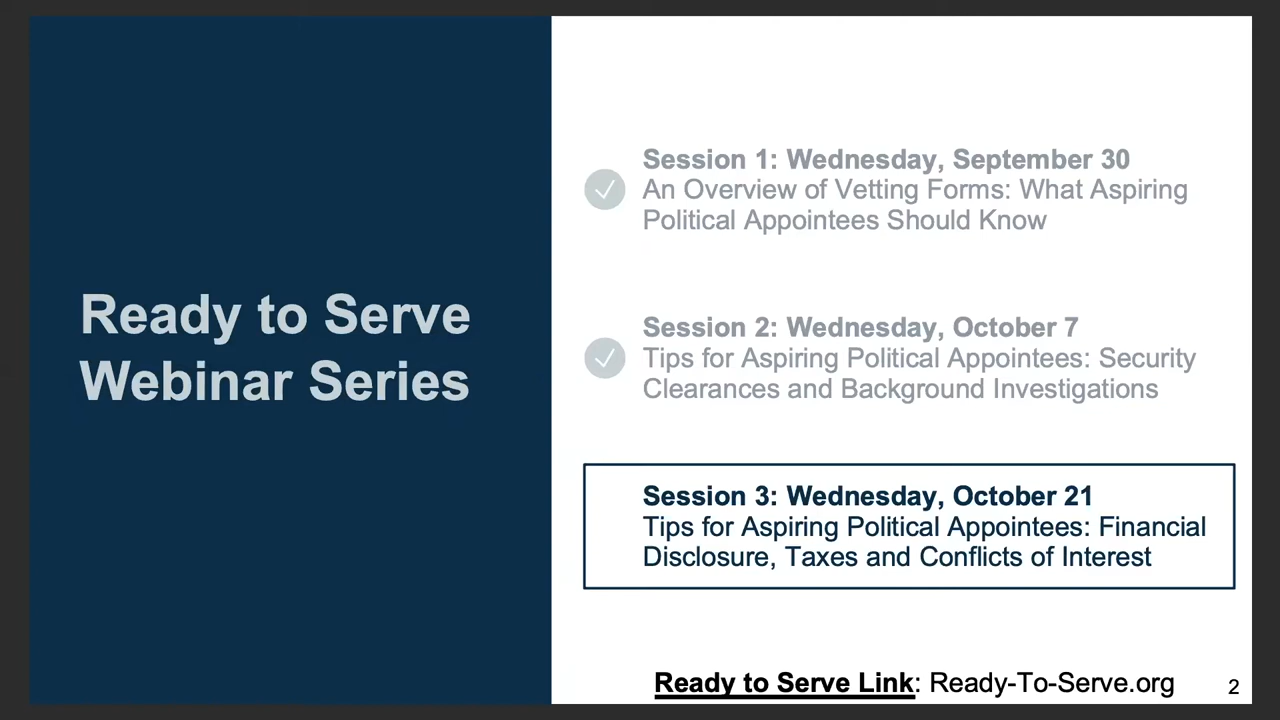 Ready to Serve
Webinar Series
Session 1: Wednesday, September 30
An Overview of Vetting Forms: What Aspiring
Political Appointees Should Know
Session 2: Wednesday, October 7
Tips for Aspiring Political Appointees: Security
Clearances and Background Investigations
Session 3: Wednesday, October 21
Tips for Aspiring Political Appointees: Financial
Disclosure, Taxes and Conflicts of Interest
Ready to Serve Link: Ready-To-Serve.org
2